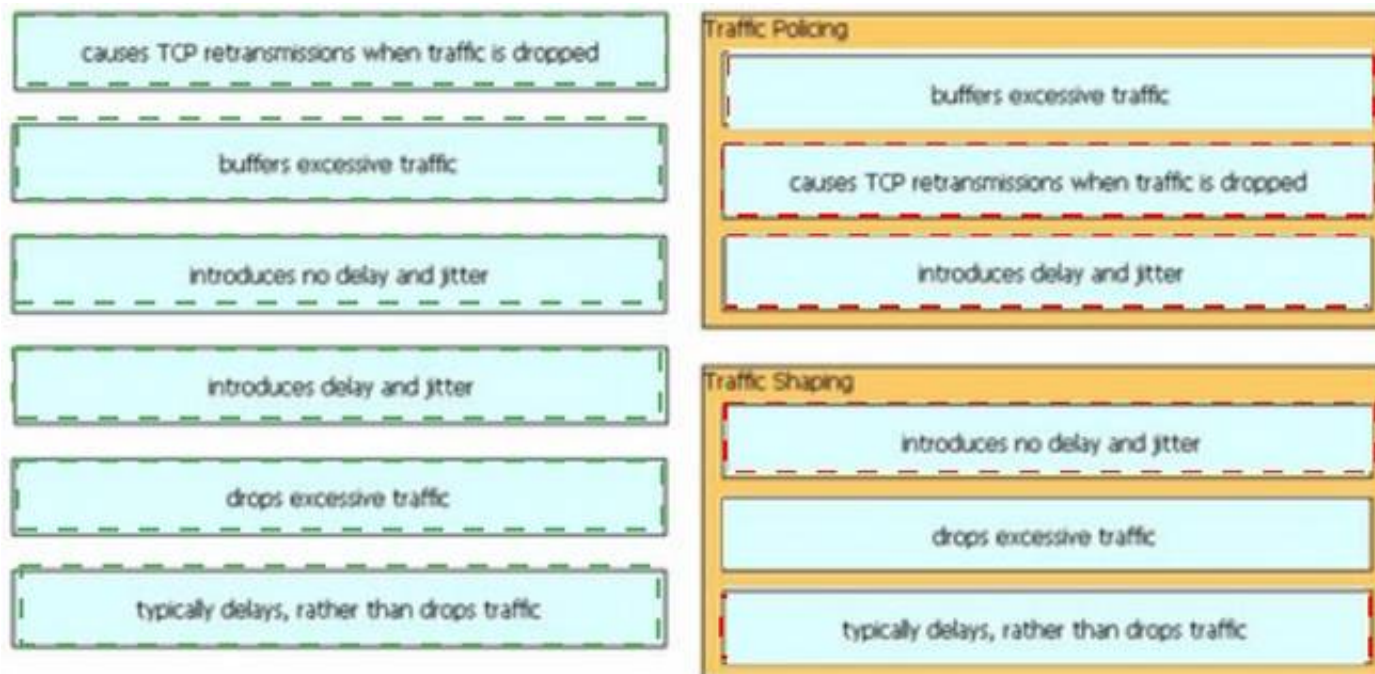 causes TCP retransmissions when traffic is dropped
buffers excessive traffic
introduces no delay and jitter
introduces delay and jitter
drops excessive traffic
typically delays, rather than drops traffic
Traffic Policing
buffers excessive traffic
causes TCP retransmissions when traffic is dropped
introduces delay and jitter
Traffic Shaping
introduces no delay and jitter
drops excessive traffic
typically delays, rather than drops traffic